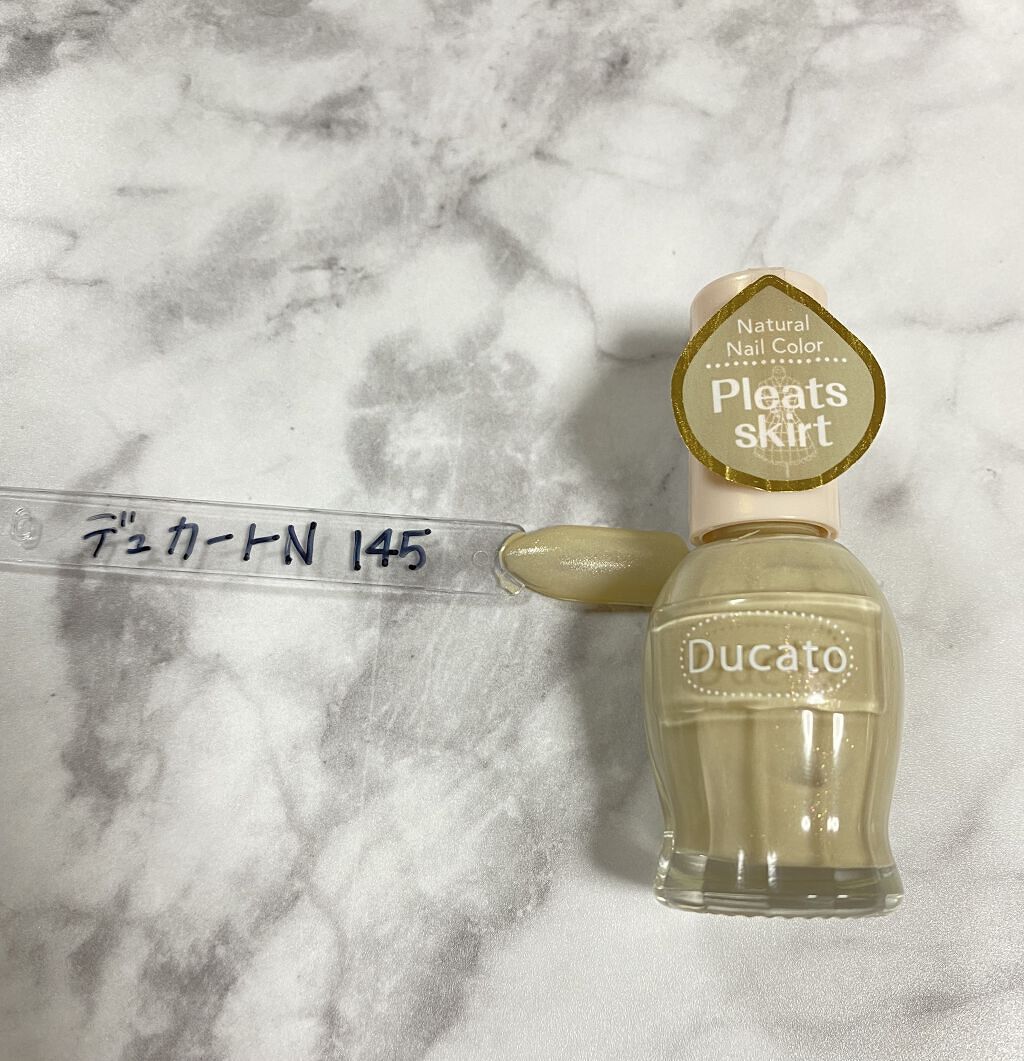 Natural
Nail Color
Pleats
skirt
デュカートN 145
Ducato